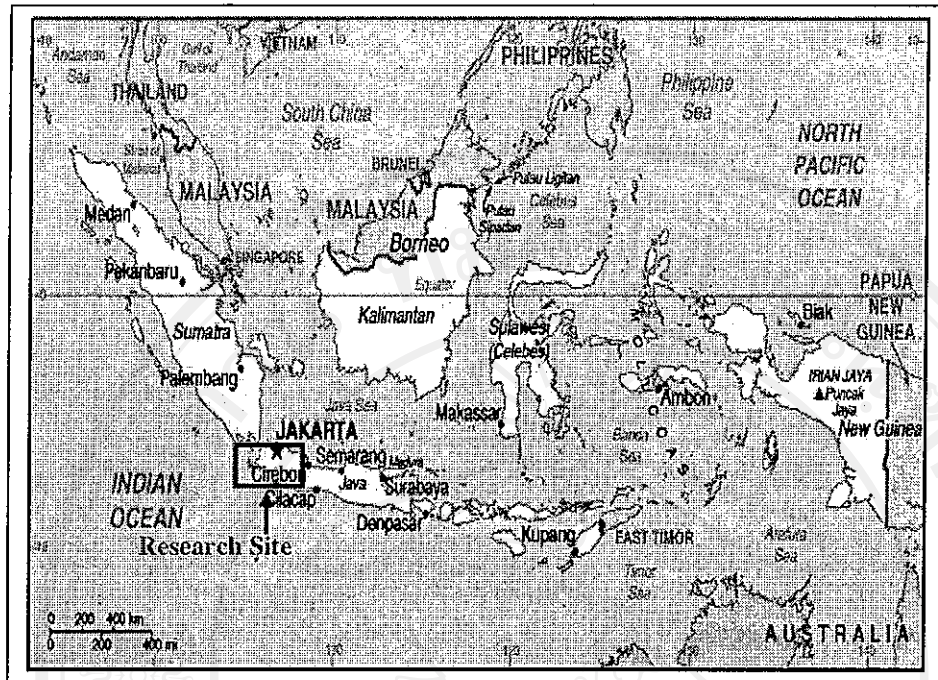 VIETNAM
PHILIPPINES
Andaman
Sea
Gulf of
Thailand
THAILAND
Philippine
Sea
South China
Sea
NORTH
PACIFIC
OCEAN
BRUNEI
Pulau Ligitan
MALAYSIA
MALAYSIA
Celebes
Sea
Pulau
Sipadan
Medan
Borneo
SINGAPORE
Pekanbaru
Equator
PAPUA
NEW
GUINEA
Kalimantan
Biak
Sumatra
Sulawesi
(Celebes)
Palembang
IRIAN JAYA
Puncak
Jaya
Ambon
Java Sea
Makassar
New Guinea
Banda
Sea
JAKARTA
Semarang
Madura
Cirebon
Java
Surabaya
INDIAN
OCEAN
Cilacap
Denpasar
Kupang
EAST TIMOR
Arafura
Sea
Research Site
Timor
Sea
0 200 400 km
0 200 400 mi
AUSTRALIA